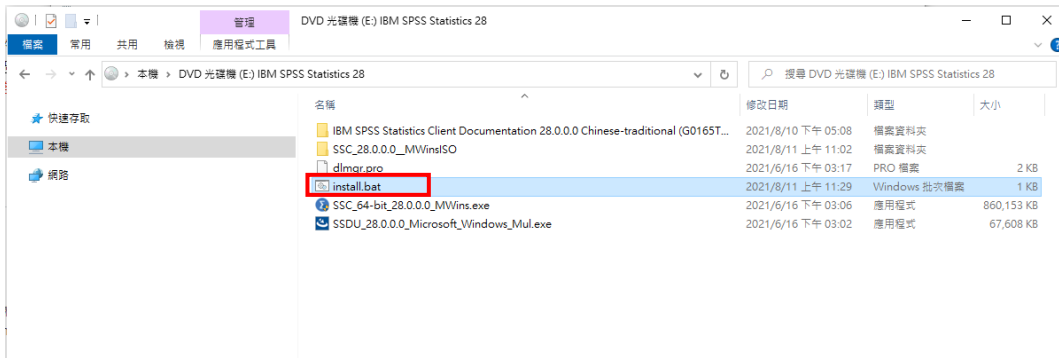 管理 DVD 光碟機 (E:) IBM SPSS Statistics 28
檔案 常用 共用 檢視 應用程式工具
本機 › DVD 光碟機 (E:) IBM SPSS Statistics 28 搜尋 DVD 光碟機 (E:) IBM SPSS Statistics 28
名稱 修改日期 類型 大小
快速存取
IBM SPSS Statistics Client Documentation 28.0.0.0 Chinese-traditional (G0165T... 2021/8/10 下午 05:08 檔案資料夾
本機
SSC_28.0.0.0__MWinsISO 2021/8/11 上午 11:02 檔案資料夾
dlmgr.pro 2021/6/16 下午 03:17 PRO 檔案 2 KB
網路
install.bat 2021/8/11 上午 11:29 Windows 批次檔案 1 KB
SSC_64-bit_28.0.0.0_MWins.exe 2021/6/16 下午 03:06 應用程式 860,153 KB
SSDU_28.0.0.0_Microsoft_Windows_Mul.exe 2021/6/16 下午 03:02 應用程式 67,608 KB